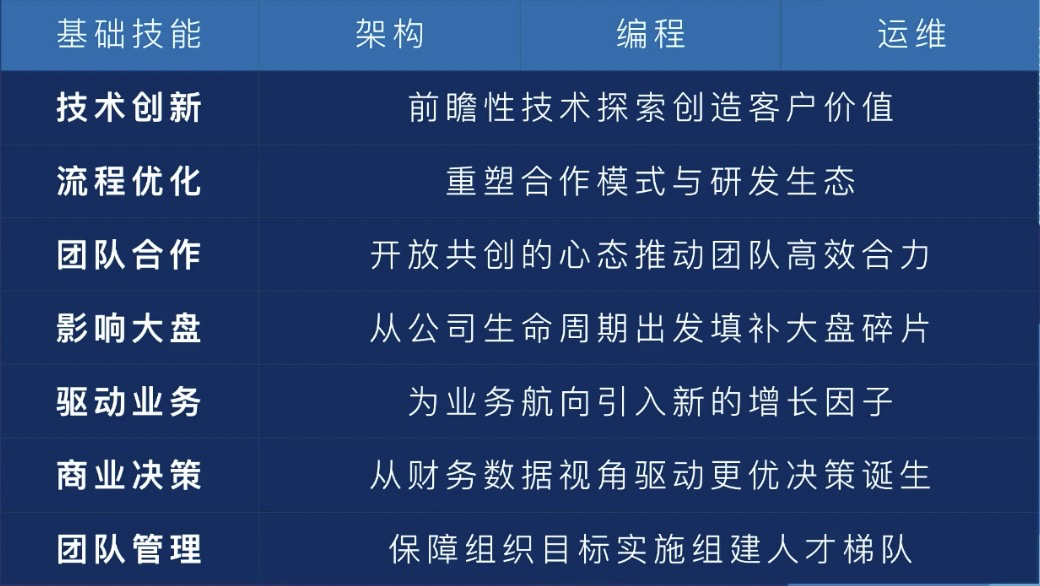 基础技能 架构 编程 运维
技术创新 前瞻性技术探索创造客户价值
流程优化 重塑合作模式与研发生态
团队合作 开放共创的心态推动团队高效合力
影响大盘 从公司生命周期出发填补大盘碎片
驱动业务 为业务航向引入新的增长因子
商业决策 从财务数据视角驱动更优决策诞生
团队管理 保障组织目标实施组建人才梯队